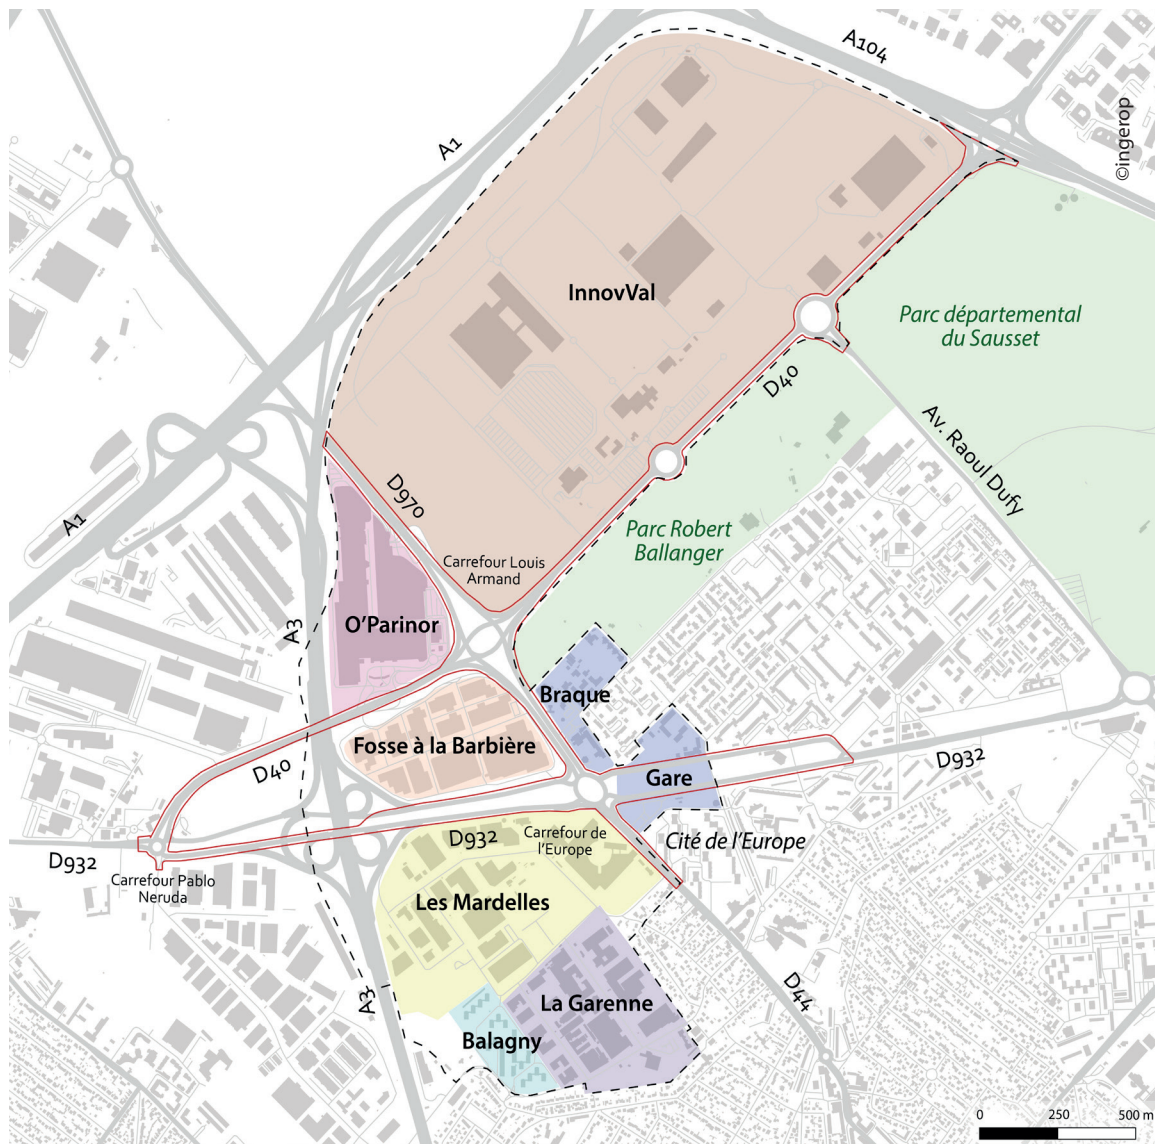 A104
©ingerop
A1
InnovVal
Parc départemental
du Sausset
D40
Av. Raoul Dufy
D970
A1
Parc Robert
Ballanger
Carrefour Louis
Armand
A3
O'Parinor
Braque
Fosse à la Barbière
D40
Gare
D932
D932
Carrefour de
l'Europe
Cité de l'Europe
D932
Carrefour Pablo
Neruda
Les Mardelles
A3
La Garenne
D44
Balagny
0 250 500 m